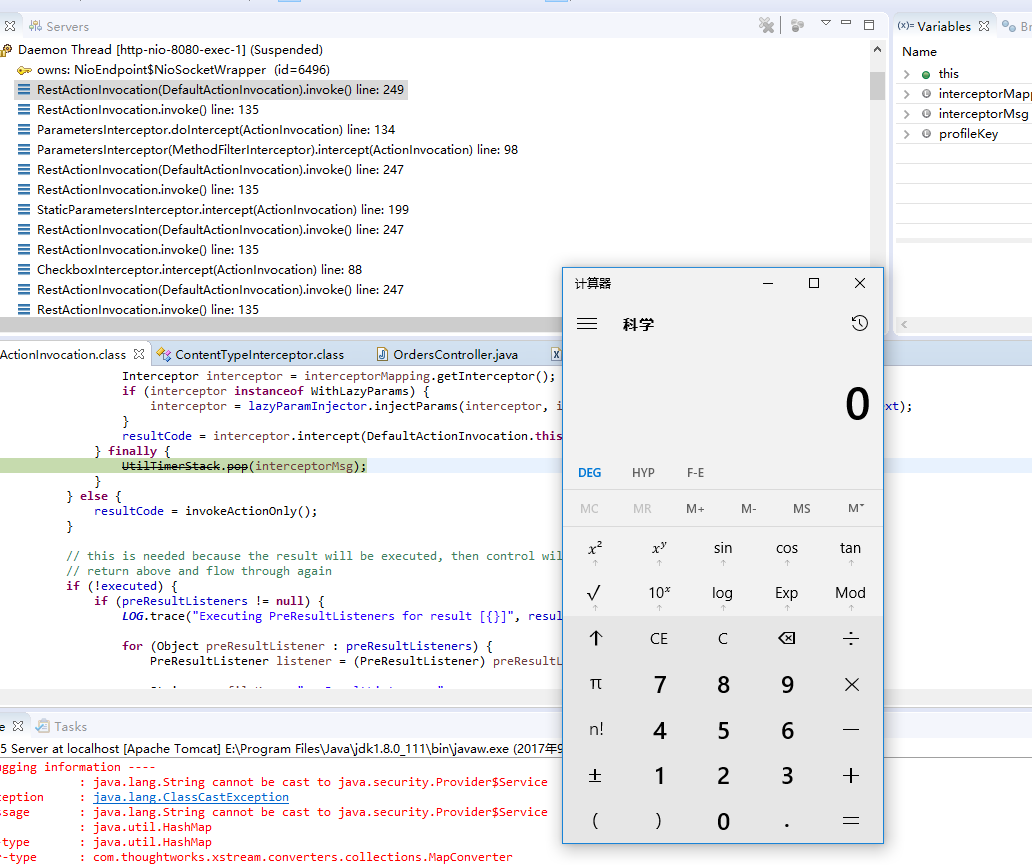 Servers
Daemon Thread [http-nio-8080-exec-1] (Suspended)
owns: NioEndpoint$NioSocketWrapper (id=6496)
RestActionInvocation(DefaultActionInvocation).invoke() line: 249
RestActionInvocation.invoke() line: 135
ParametersInterceptor.doIntercept(ActionInvocation) line: 134
ParametersInterceptor(MethodFilterInterceptor).intercept(ActionInvocation) line: 98
RestActionInvocation(DefaultActionInvocation).invoke() line: 247
RestActionInvocation.invoke() line: 135
StaticParametersInterceptor.intercept(ActionInvocation) line: 199
RestActionInvocation(DefaultActionInvocation).invoke() line: 247
RestActionInvocation.invoke() line: 135
CheckboxInterceptor.intercept(ActionInvocation) line: 88
RestActionInvocation(DefaultActionInvocation).invoke() line: 247
RestActionInvocation.invoke() line: 135
(x)= Variables Br
Name
this
interceptorMapp
interceptorMsg
profileKey
ActionInvocation.class ContentTypeInterceptor.class OrdersController.java
Interceptor interceptor = interceptorMapping.getInterceptor();
if (interceptor instanceof WithLazyParams) {
interceptor = lazyParamInjector.injectParams(interceptor, i xt);
}
resultCode = interceptor.intercept(DefaultActionInvocation.this
} finally {
UtilTimerStack.pop(interceptorMsg);
}
} else {
resultCode = invokeActionOnly();
}
// this is needed because the result will be executed, then control wil
// return above and flow through again
if (!executed) {
if (preResultListeners != null) {
LOG.trace("Executing PreResultListeners for result [{}]", resul
for (Object preResultListener : preResultListeners) {
PreResultListener listener = (PreResultListener) preResultL
计算器
科学
0
DEG HYP F-E
MC MR M+ M- MS M˅
x² xʸ sin cos tan
√ 10ˣ log Exp Mod
↑ CE C ⌫ ÷
π 7 8 9 ×
n! 4 5 6 −
± 1 2 3 +
( ) 0 . =
e Tasks
5 Server at localhost [Apache Tomcat] E:\Program Files\Java\jdk1.8.0_111\bin\javaw.exe (2017年9
gging information ----
: java.lang.String cannot be cast to java.security.Provider$Service
eption : java.lang.ClassCastException
ssage : java.lang.String cannot be cast to java.security.Provider$Service
: java.util.HashMap
-type : java.util.HashMap
r-type : com.thoughtworks.xstream.converters.collections.MapConverter